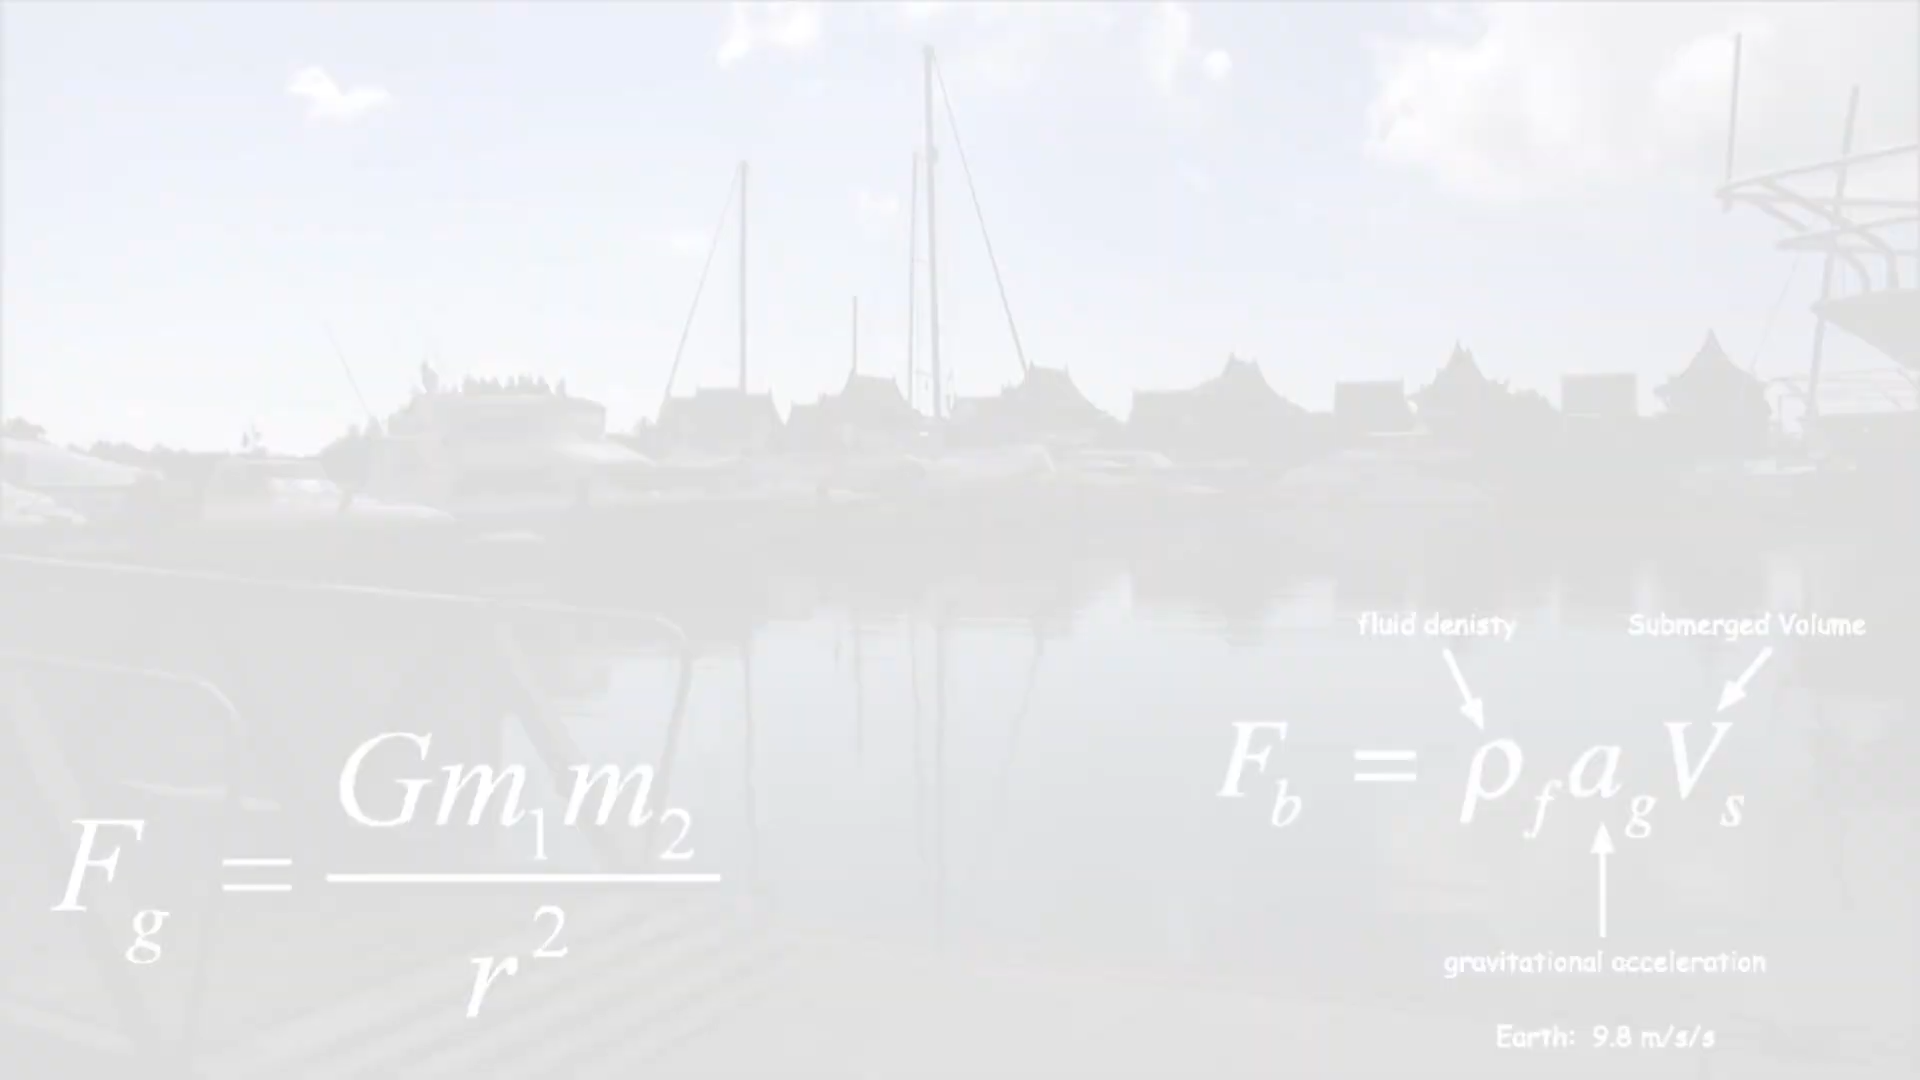 fluid denisty
Submerged Volume
F_b = ρ_f a_g V_s
gravitational acceleration
Earth: 9.8 m/s/s
F_g = Gm_1m_2 / r^2